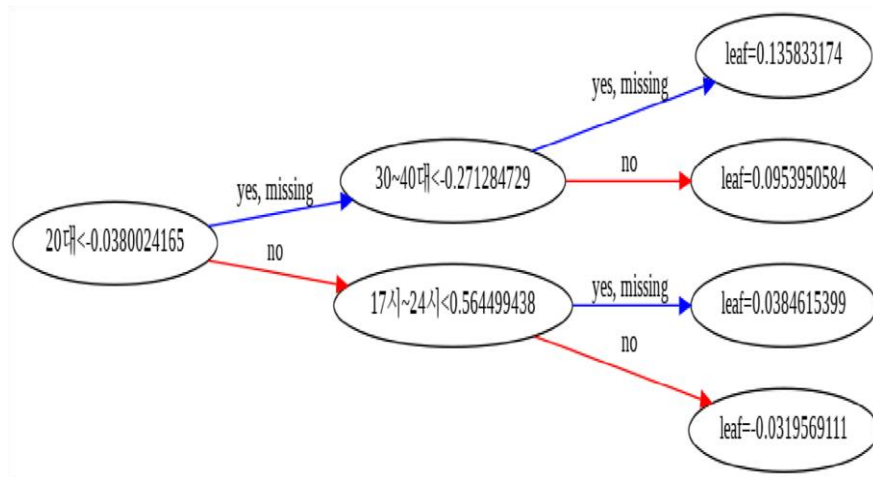 leaf=0.135833174
yes, missing
30~40대<-0.271284729
no
leaf=0.0953950584
yes, missing
20대<-0.0380024165
no
17시~24시<0.564499438
yes, missing
leaf=0.0384615399
no
leaf=-0.0319569111